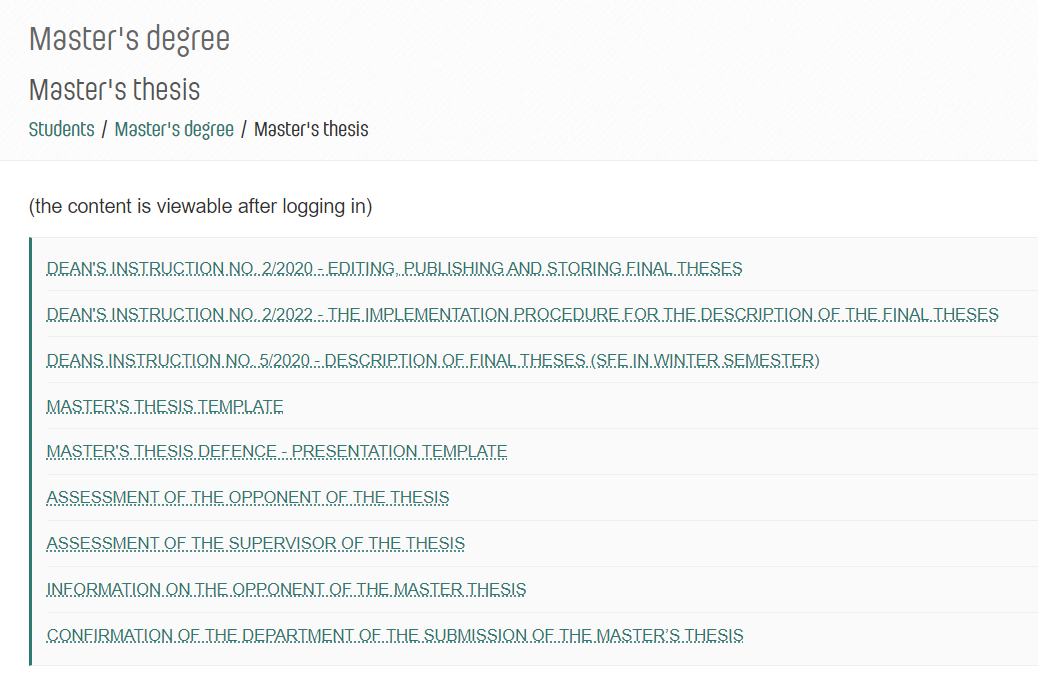 Master's degree
Master's thesis
Students / Master's degree / Master's thesis
(the content is viewable after logging in)
DEAN'S INSTRUCTION NO. 2/2020 - EDITING, PUBLISHING AND STORING FINAL THESES
DEAN'S INSTRUCTION NO. 2/2022 - THE IMPLEMENTATION PROCEDURE FOR THE DESCRIPTION OF THE FINAL THESES
DEANS INSTRUCTION NO. 5/2020 - DESCRIPTION OF FINAL THESES (SFE IN WINTER SEMESTER)
MASTER'S THESIS TEMPLATE
MASTER'S THESIS DEFENCE - PRESENTATION TEMPLATE
ASSESSMENT OF THE OPPONENT OF THE THESIS
ASSESSMENT OF THE SUPERVISOR OF THE THESIS
INFORMATION ON THE OPPONENT OF THE MASTER THESIS
CONFIRMATION OF THE DEPARTMENT OF THE SUBMISSION OF THE MASTER’S THESIS